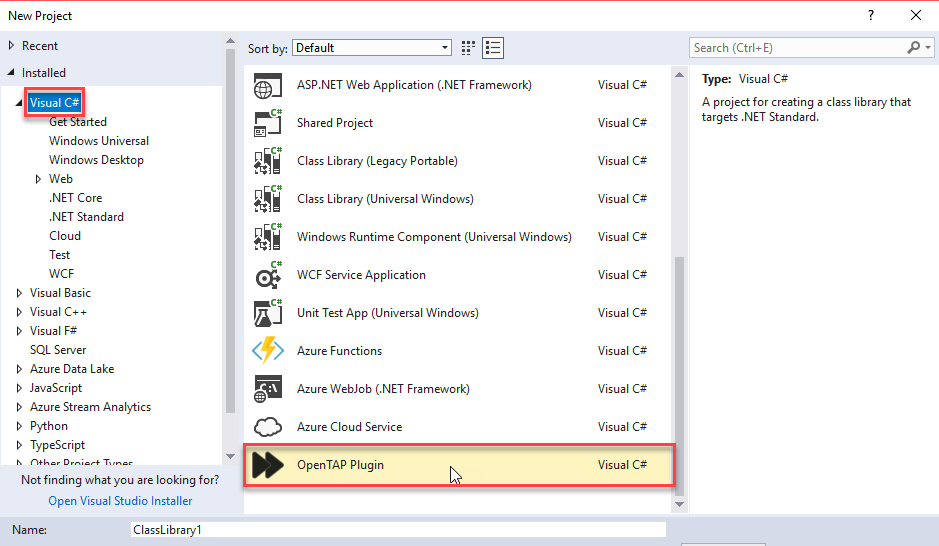 New Project
?
Recent
Installed
Visual C#
Get Started
Windows Universal
Windows Desktop
Web
.NET Core
.NET Standard
Cloud
Test
WCF
Visual Basic
Visual C++
Visual F#
SQL Server
Azure Data Lake
JavaScript
Azure Stream Analytics
Python
TypeScript
Other Project Types
Not finding what you are looking for?
Open Visual Studio Installer
Sort by: Default
ASP.NET Web Application (.NET Framework) Visual C#
C# Shared Project Visual C#
C# Class Library (Legacy Portable) Visual C#
C# Class Library (Universal Windows) Visual C#
C# Windows Runtime Component (Universal Windows) Visual C#
C# WCF Service Application Visual C#
C# Unit Test App (Universal Windows) Visual C#
Azure Functions Visual C#
Azure WebJob (.NET Framework) Visual C#
Azure Cloud Service Visual C#
OpenTAP Plugin Visual C#
Search (Ctrl+E)
Type: Visual C#
A project for creating a class library that
targets .NET Standard.
Name: ClassLibrary1